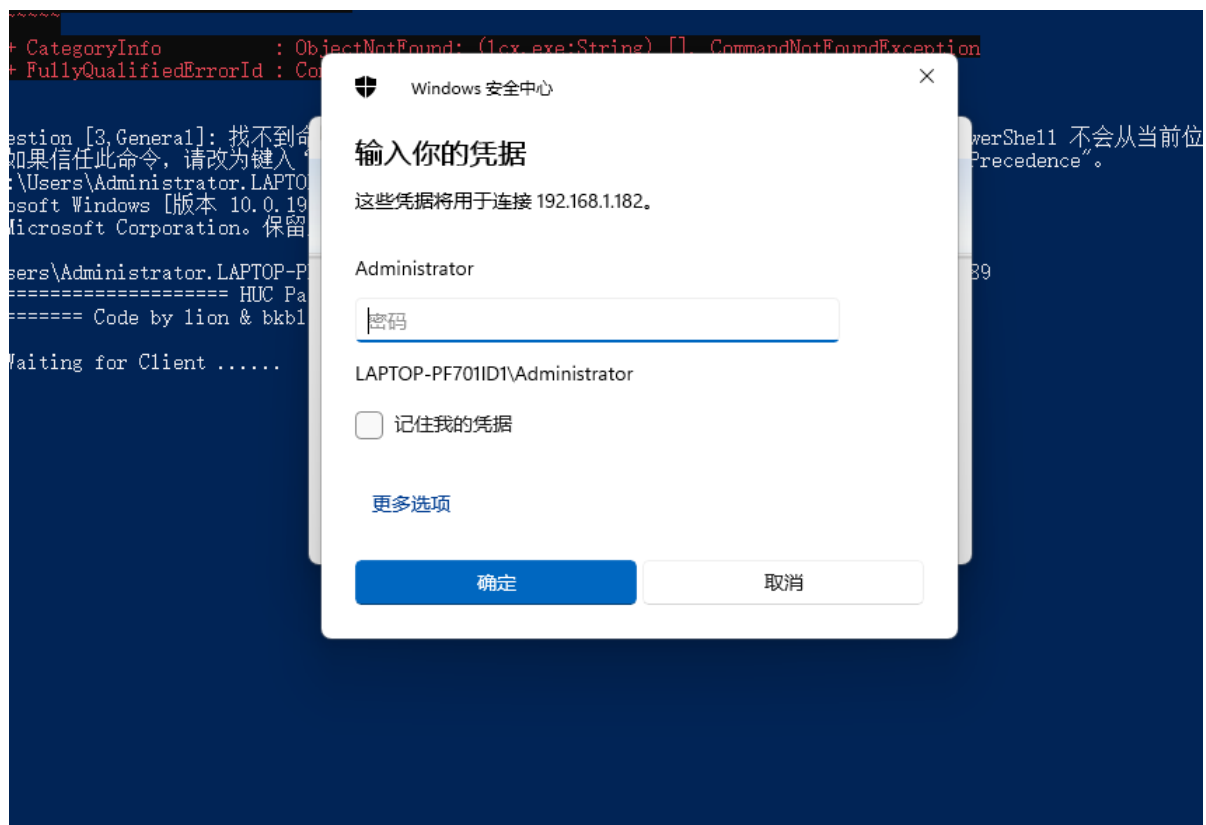 ~~~~~
+ CategoryInfo : ObjectNotFound: (lcx.exe:String) [], CommandNotFoundException
+ FullyQualifiedErrorId : Co
Windows 安全中心
estion [3,General]: 找不到命
werShell 不会从当前位
输入你的凭据
如果信任此命令，请改为键入“
Precedence”。
:\Users\Administrator.LAPTO
这些凭据将用于连接 192.168.1.182。
osoft Windows [版本 10.0.19
Microsoft Corporation。保留
sers\Administrator.LAPTOP-P
89
Administrator
==================== HUC Pa
======= Code by lion & bkbl
密码
Waiting for Client ......
LAPTOP-PF701ID1\Administrator
记住我的凭据
更多选项
确定
取消